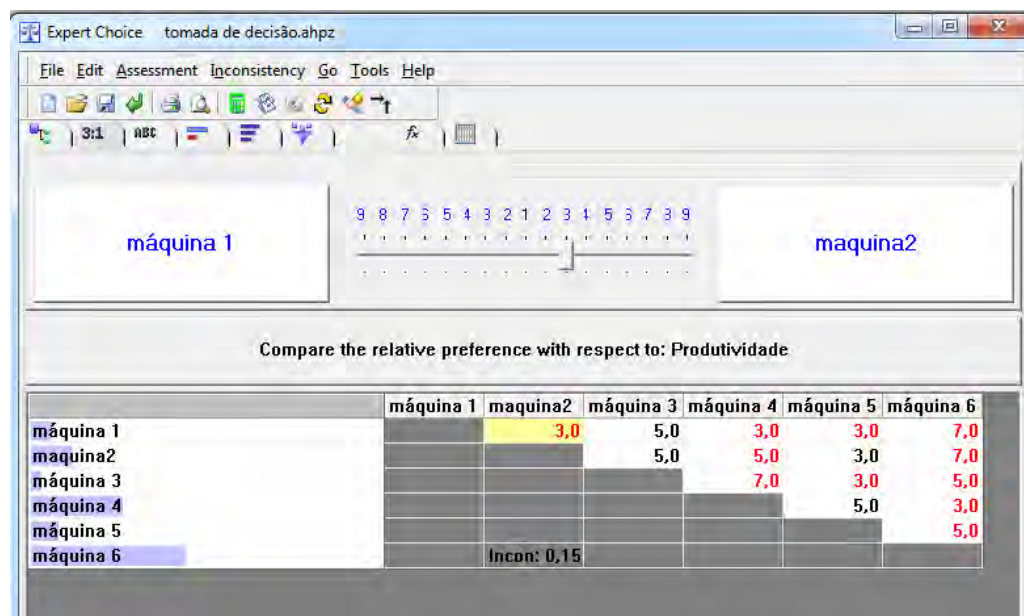 Expert Choice tomada de decisão.ahpz
File Edit Assessment Inconsistency Go Tools Help
3:1 ABC fx
9 8 7 6 5 4 3 2 1 2 3 4 5 6 7 8 9
máquina 1
maquina2
Compare the relative preference with respect to: Produtividade
máquina 1 maquina2 máquina 3 máquina 4 máquina 5 máquina 6
máquina 1 3,0 5,0 3,0 3,0 7,0
maquina2 5,0 5,0 3,0 7,0
máquina 3 7,0 3,0 5,0
máquina 4 5,0 3,0
máquina 5 5,0
máquina 6 Incon: 0,15